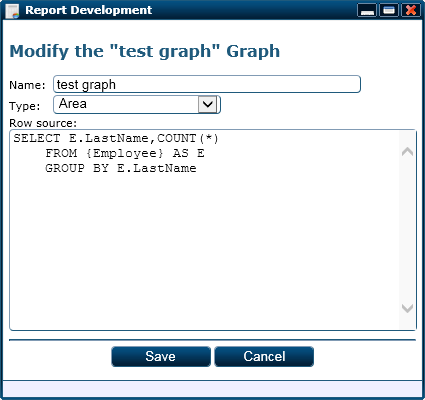 Report Development
Modify the "test graph" Graph
Name: test graph
Type: Area
Row source:
SELECT E.LastName,COUNT(*)
    FROM {Employee} AS E
    GROUP BY E.LastName
Save Cancel